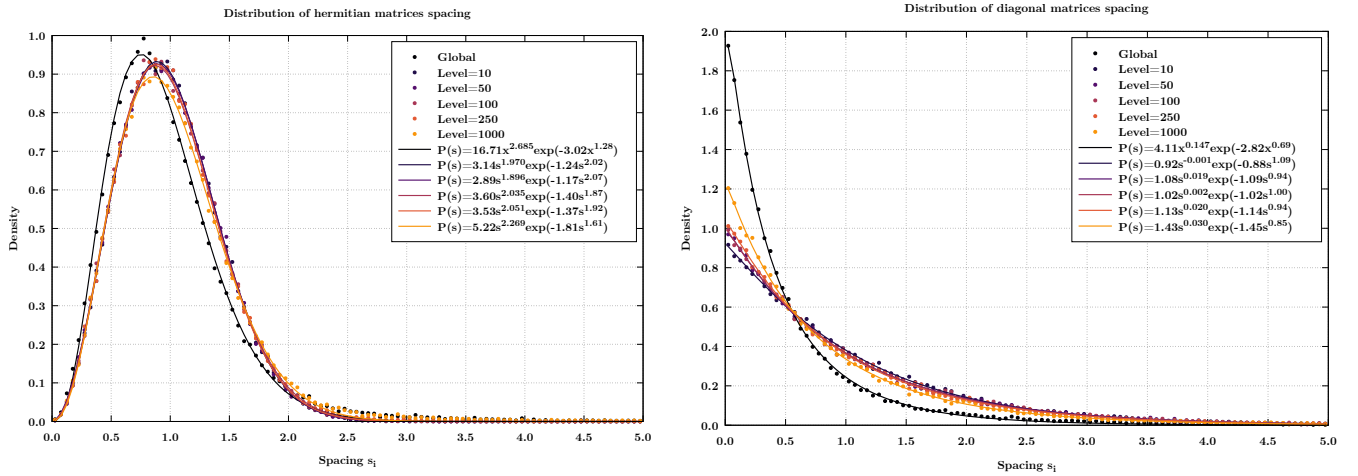 Distribution of hermitian matrices spacing
Density
1.0
0.9
0.8
0.7
0.6
0.5
0.4
0.3
0.2
0.1
0.0
Global
Level=10
Level=50
Level=100
Level=250
Level=1000
P(s)=16.71x^2.685exp(-3.02x^1.28)
P(s)=3.14s^1.970exp(-1.24s^2.02)
P(s)=2.89s^1.896exp(-1.17s^2.07)
P(s)=3.60s^2.035exp(-1.40s^1.87)
P(s)=3.53s^2.051exp(-1.37s^1.92)
P(s)=5.22s^2.269exp(-1.81s^1.61)
0.0 0.5 1.0 1.5 2.0 2.5 3.0 3.5 4.0 4.5 5.0
Spacing s_i
Distribution of diagonal matrices spacing
Density
2.0
1.8
1.6
1.4
1.2
1.0
0.8
0.6
0.4
0.2
0.0
Global
Level=10
Level=50
Level=100
Level=250
Level=1000
P(s)=4.11x^0.147exp(-2.82x^0.69)
P(s)=0.92s^-0.001exp(-0.88s^1.09)
P(s)=1.08s^0.019exp(-1.09s^0.94)
P(s)=1.02s^0.002exp(-1.02s^1.00)
P(s)=1.13s^0.020exp(-1.14s^0.94)
P(s)=1.43s^0.030exp(-1.45s^0.85)
0.0 0.5 1.0 1.5 2.0 2.5 3.0 3.5 4.0 4.5 5.0
Spacing s_i